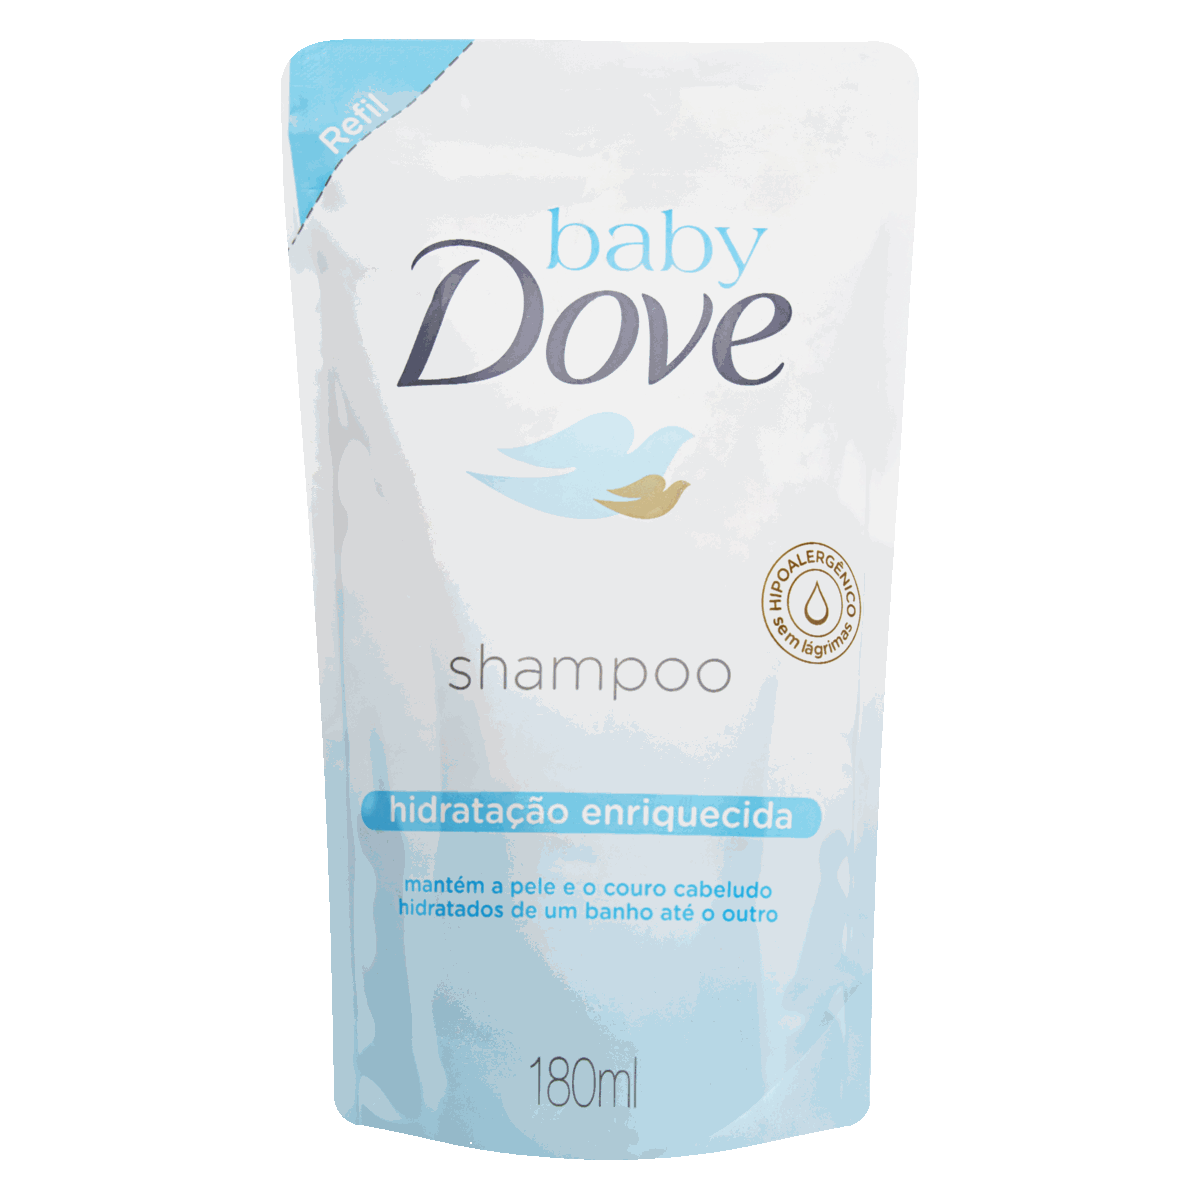 Refil
baby
Dove
HIPOALERGÊNICO
sem lágrimas
shampoo
hidratação enriquecida
mantém a pele e o couro cabeludo
hidratados de um banho até o outro
180ml